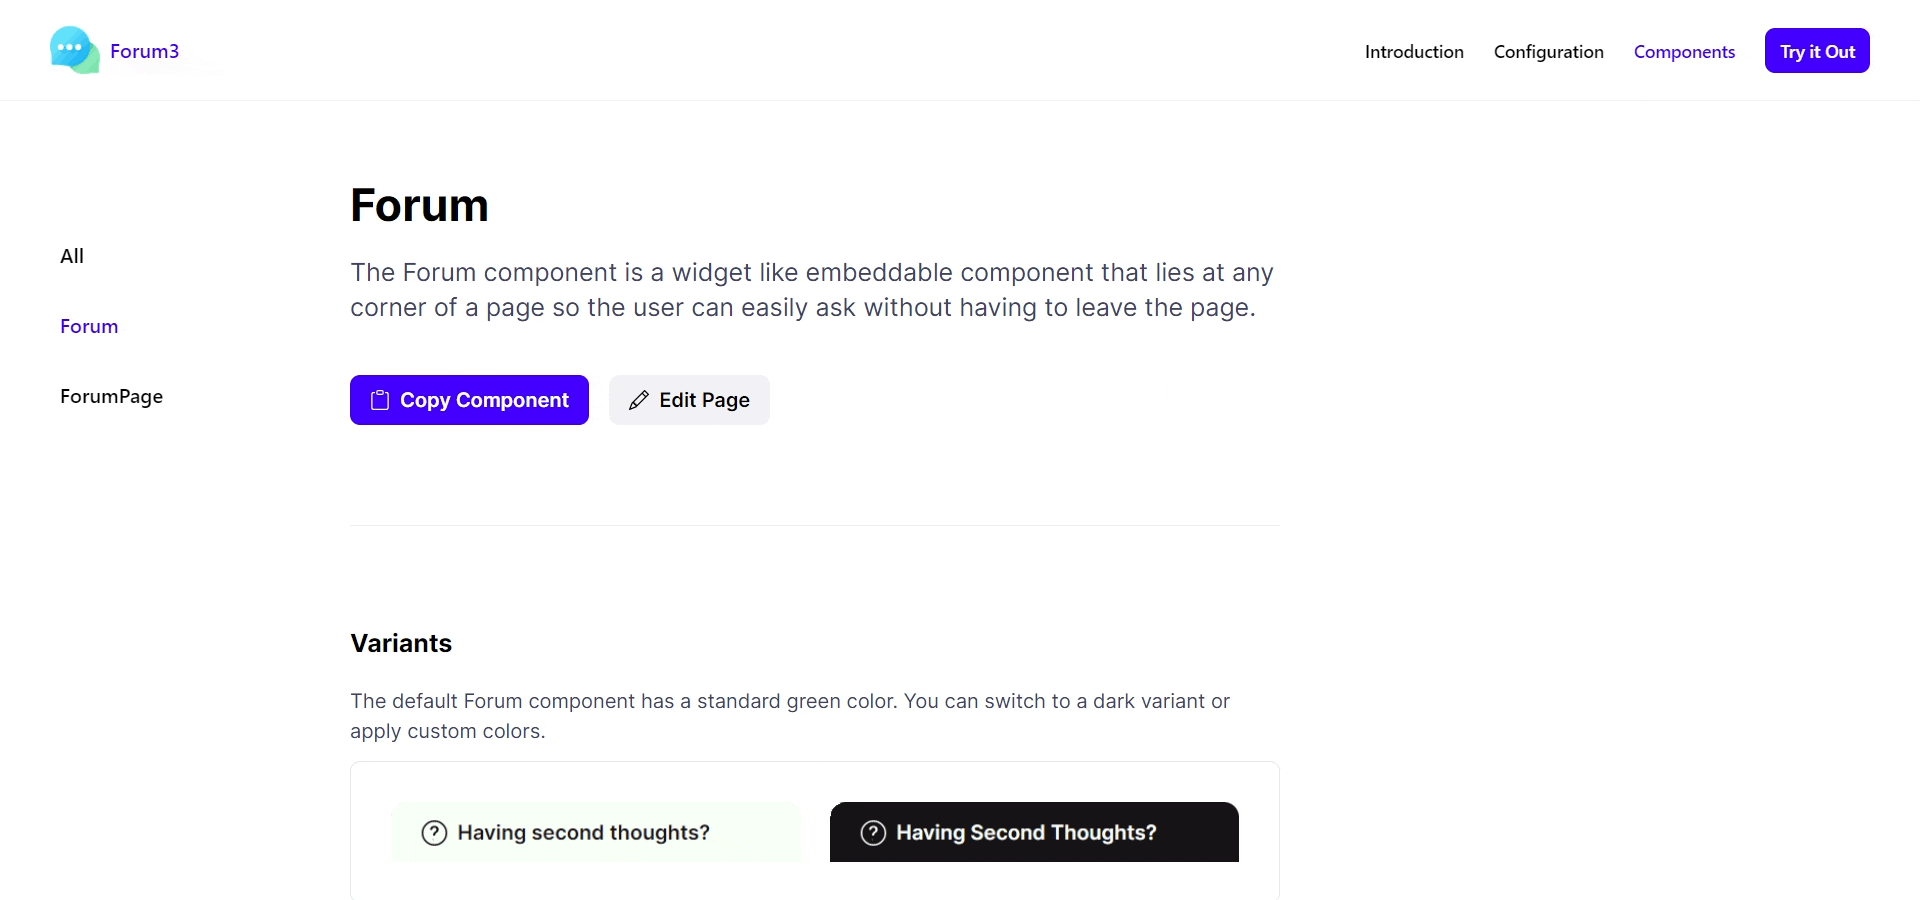 Forum3
Introduction
Configuration
Components
Try it Out
All
Forum
ForumPage
Forum
The Forum component is a widget like embeddable component that lies at any
corner of a page so the user can easily ask without having to leave the page.
Copy Component
Edit Page
Variants
The default Forum component has a standard green color. You can switch to a dark variant or
apply custom colors.
Having second thoughts?
Having Second Thoughts?